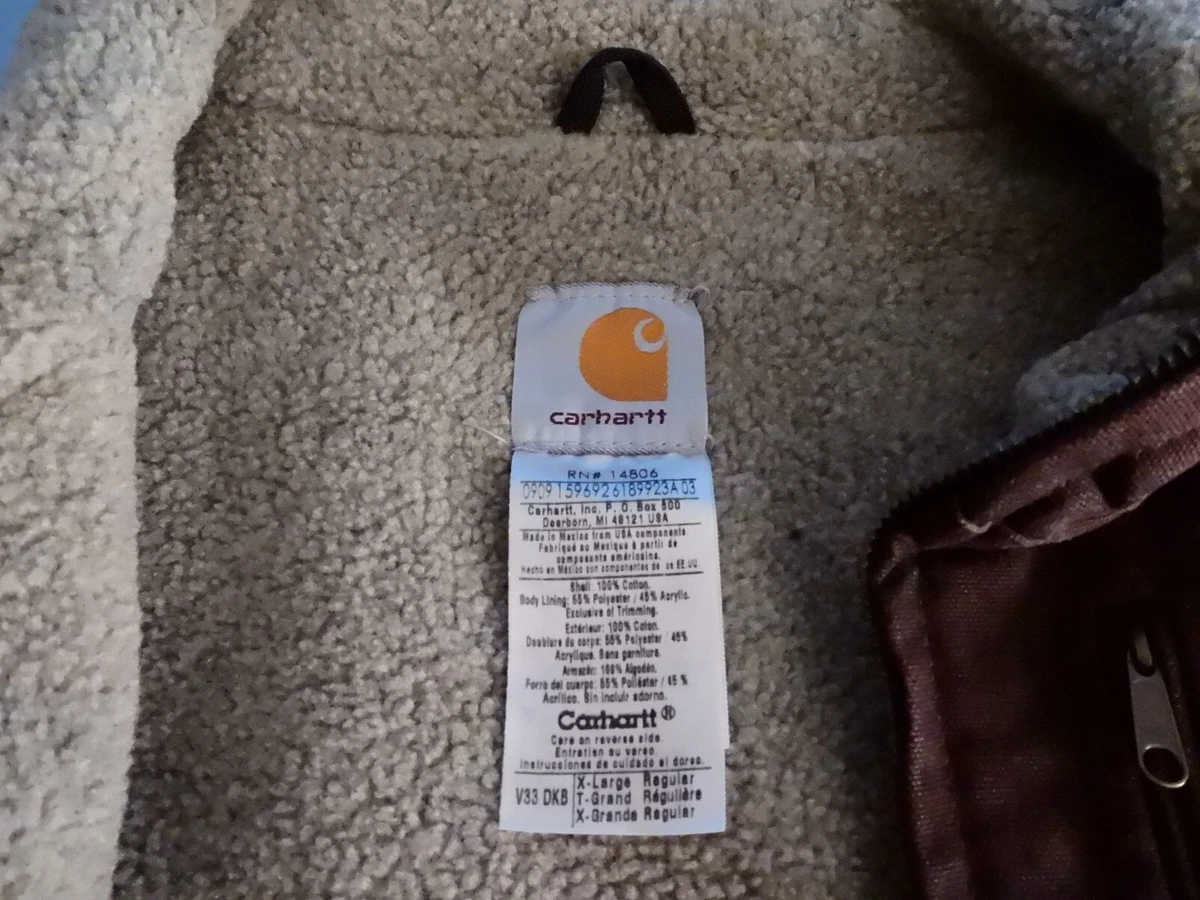 carhartt
RN# 14806
0909 1596926189923A 03
Carhartt, Inc. P. O. Box 500
Dearborn, MI 48121 USA
Made in Mexico from USA components
Fabriqué au Mexique à partir de
composants américains.
Hecho en México con componentes de EE.UU.
Shell: 100% Cotton.
Body Lining: 55% Polyester / 45% Acrylic.
Exclusive of Trimming.
Extérieur: 100% Coton.
Doublure du corps: 55% Polyester / 45%
Acrylique. Sans garniture.
Armazón: 100% Algodón.
Forro del cuerpo: 55% Poliéster / 45 %
Acrílico. Sin incluir adorno.
Carhartt®
Care on reverse side.
Entretien au verso.
Instrucciones de cuidado al dorso.
V33 DKB
X-Large Regular
T-Grand Régulière
X-Grande Regular